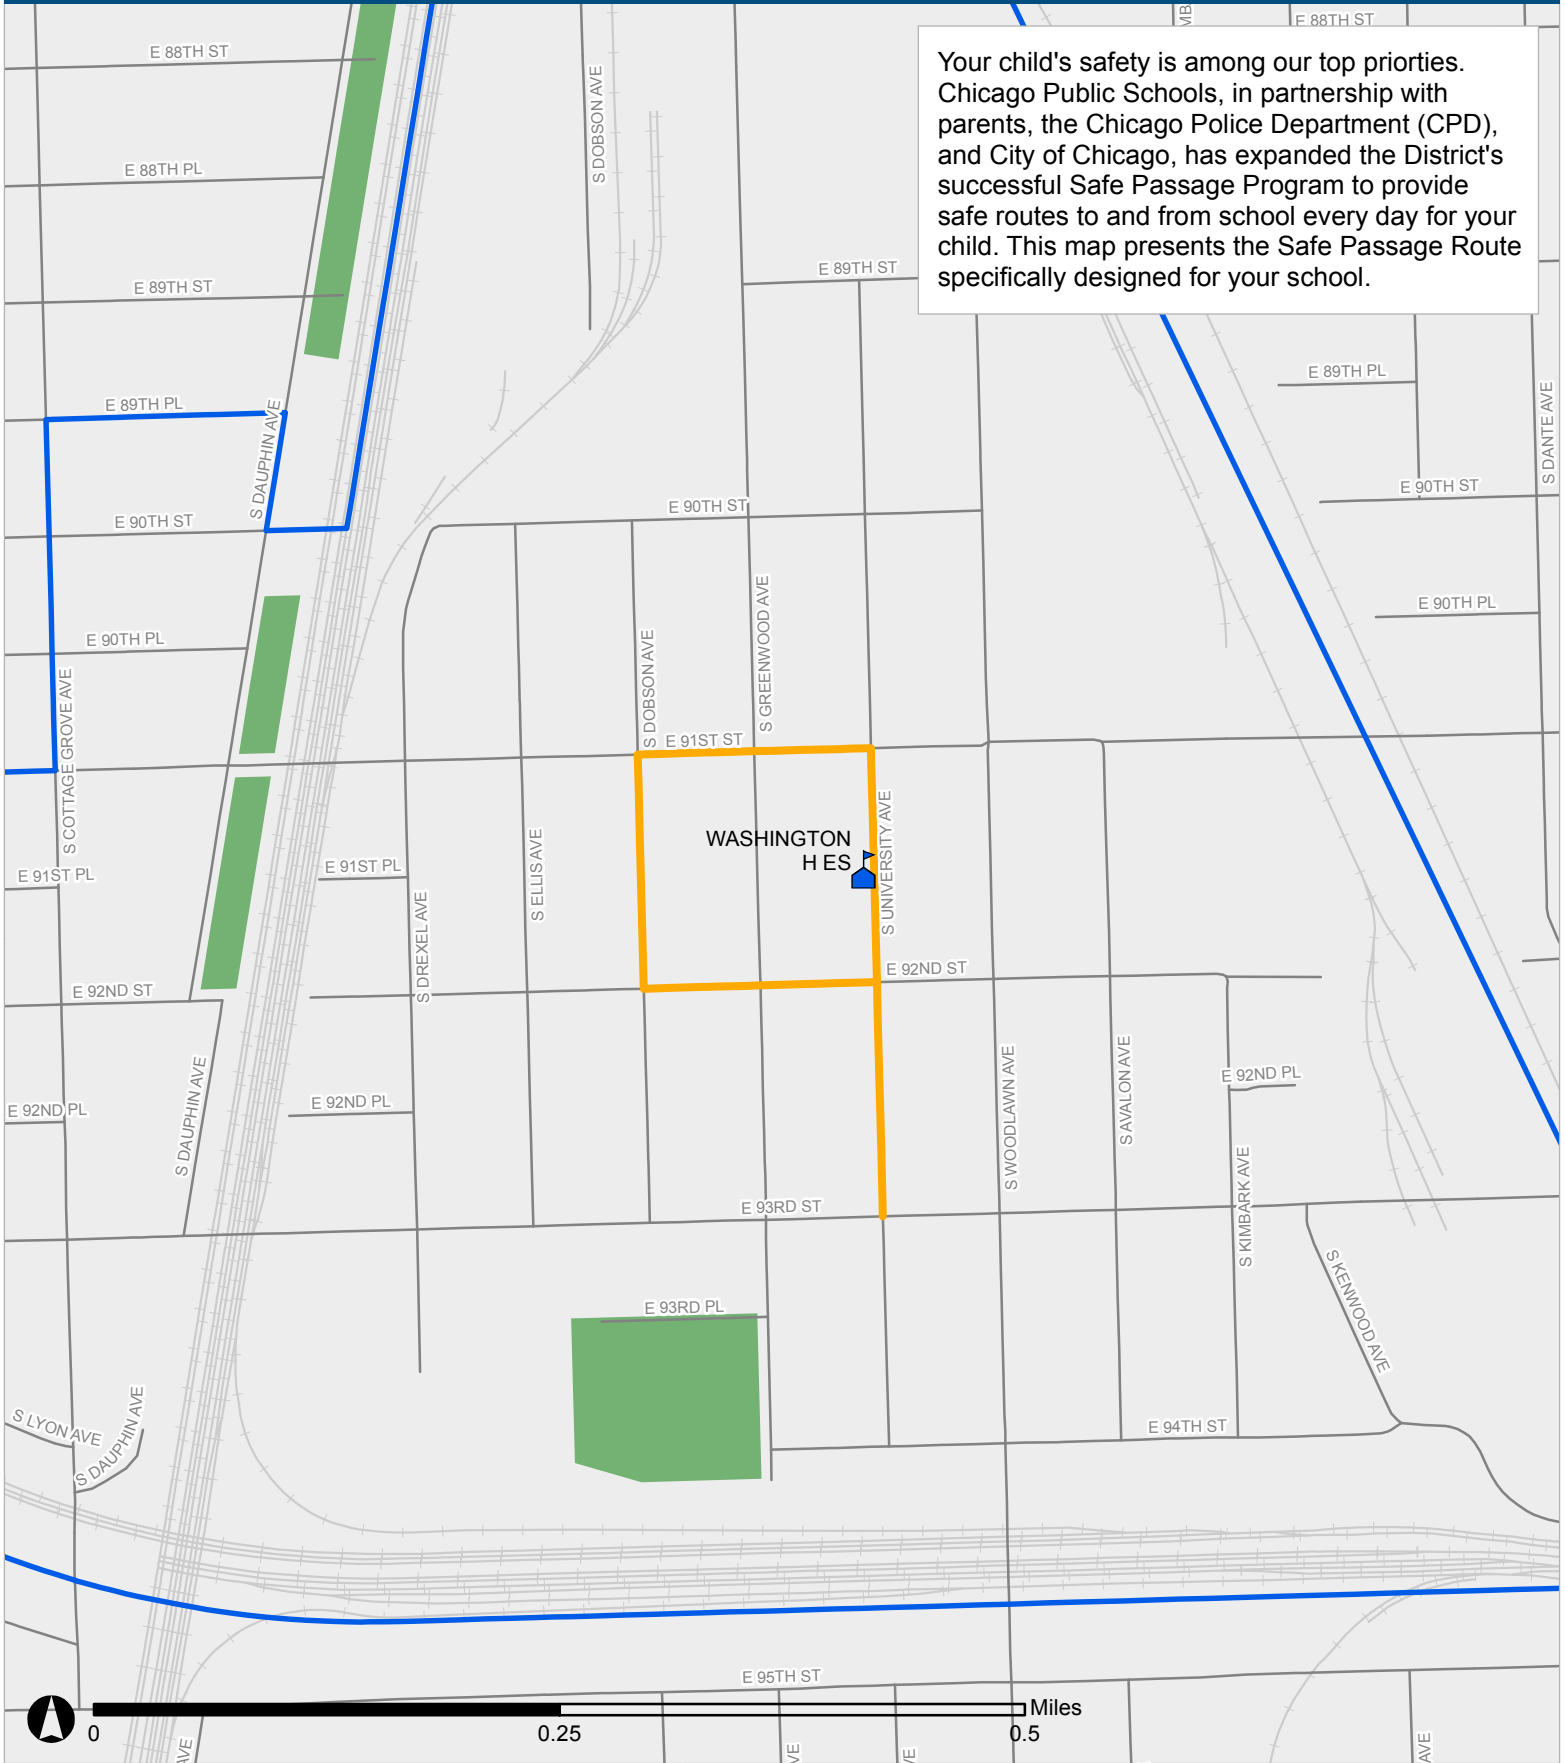 E 88TH ST
MB
E 88TH ST
Your child's safety is among our top priorties.
Chicago Public Schools, in partnership with
parents, the Chicago Police Department (CPD),
and City of Chicago, has expanded the District's
successful Safe Passage Program to provide
safe routes to and from school every day for your
child. This map presents the Safe Passage Route
specifically designed for your school.
S DOBSON AVE
E 88TH PL
E 89TH ST
E 89TH ST
E 89TH PL
E 89TH PL
S DAUPHIN AVE
S DANTE AVE
E 90TH ST
E 90TH ST
E 90TH ST
E 90TH PL
E 90TH PL
S DOBSON AVE
S GREENWOOD AVE
S COTTAGE GROVE AVE
E 91ST ST
WASHINGTON
H ES
S UNIVERSITY AVE
S ELLIS AVE
E 91ST PL
E 91ST PL
S DREXEL AVE
E 92ND ST
E 92ND ST
S DAUPHIN AVE
E 92ND PL
E 92ND PL
E 92ND PL
S WOODLAWN AVE
S AVALON AVE
S KIMBARK AVE
E 93RD ST
S KENWOOD AVE
E 93RD PL
S LYON AVE
S DAUPHIN AVE
E 94TH ST
E 95TH ST
Miles
0
0.25
0.5
AVE
VE
VE
AVE